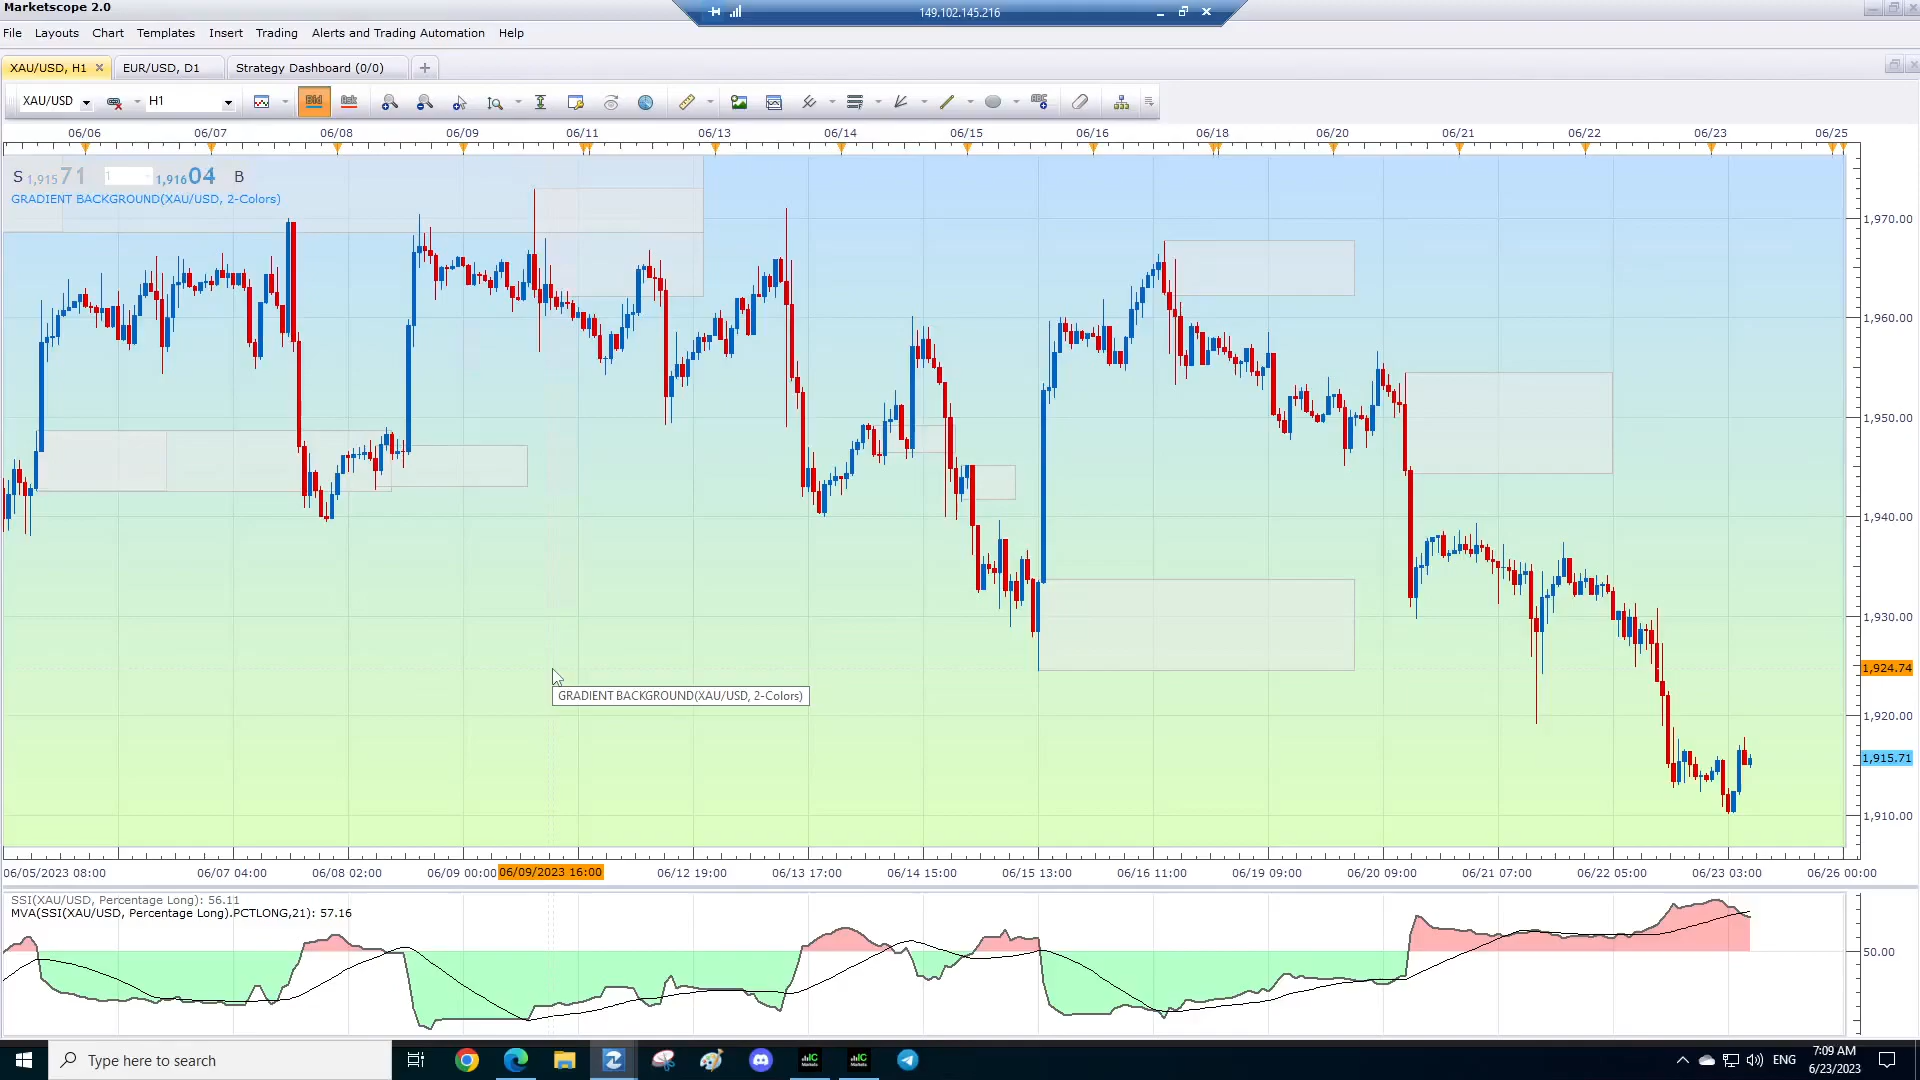 Marketscope 2.0
149.102.145.216
File Layouts Chart Templates Insert Trading Alerts and Trading Automation Help
XAU/USD, H1 EUR/USD, D1 Strategy Dashboard (0/0)
XAU/USD H1 Bid Ask ABC
06/06 06/07 06/08 06/09 06/11 06/13 06/14 06/15 06/16 06/18 06/20 06/21 06/22 06/23 06/25
S 1,91571 1 1,91604 B
GRADIENT BACKGROUND(XAU/USD, 2-Colors)
1,970.00
1,960.00
1,950.00
1,940.00
1,930.00
1,924.74
GRADIENT BACKGROUND(XAU/USD, 2-Colors)
1,920.00
1,915.71
1,910.00
06/05/2023 08:00 06/07 04:00 06/08 02:00 06/09 00:00 06/09/2023 16:00 06/12 19:00 06/13 17:00 06/14 15:00 06/15 13:00 06/16 11:00 06/19 09:00 06/20 09:00 06/21 07:00 06/22 05:00 06/23 03:00 06/26 00:00
SSI(XAU/USD, Percentage Long): 56.11
MVA(SSI(XAU/USD, Percentage Long).PCTLONG,21): 57.16
50.00
Type here to search
IC Markets IC Markets
ENG
7:09 AM
6/23/2023